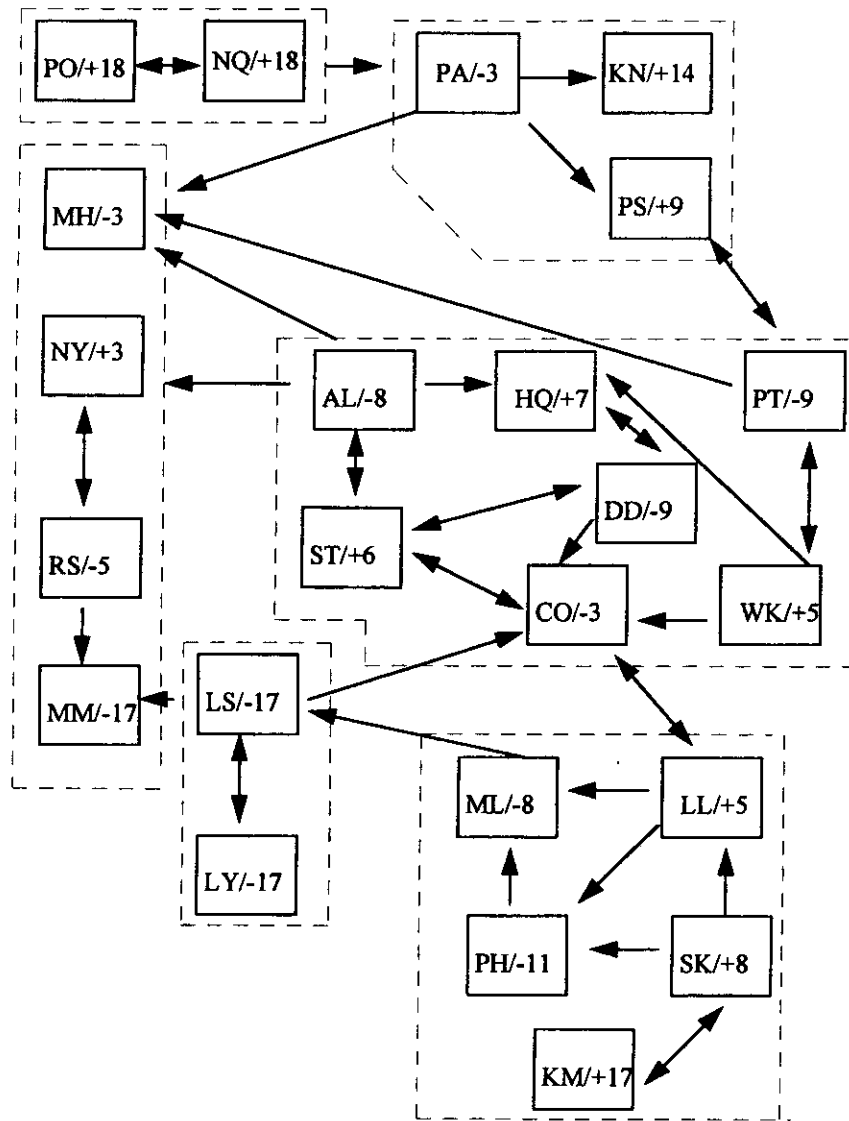 PO/+18
NQ/+18
PA/-3
KN/+14
MH/-3
PS/+9
NY/+3
AL/-8
HQ/+7
PT/-9
DD/-9
ST/+6
RS/-5
CO/-3
WK/+5
MM/-17
LS/-17
ML/-8
LL/+5
LY/-17
PH/-11
SK/+8
KM/+17